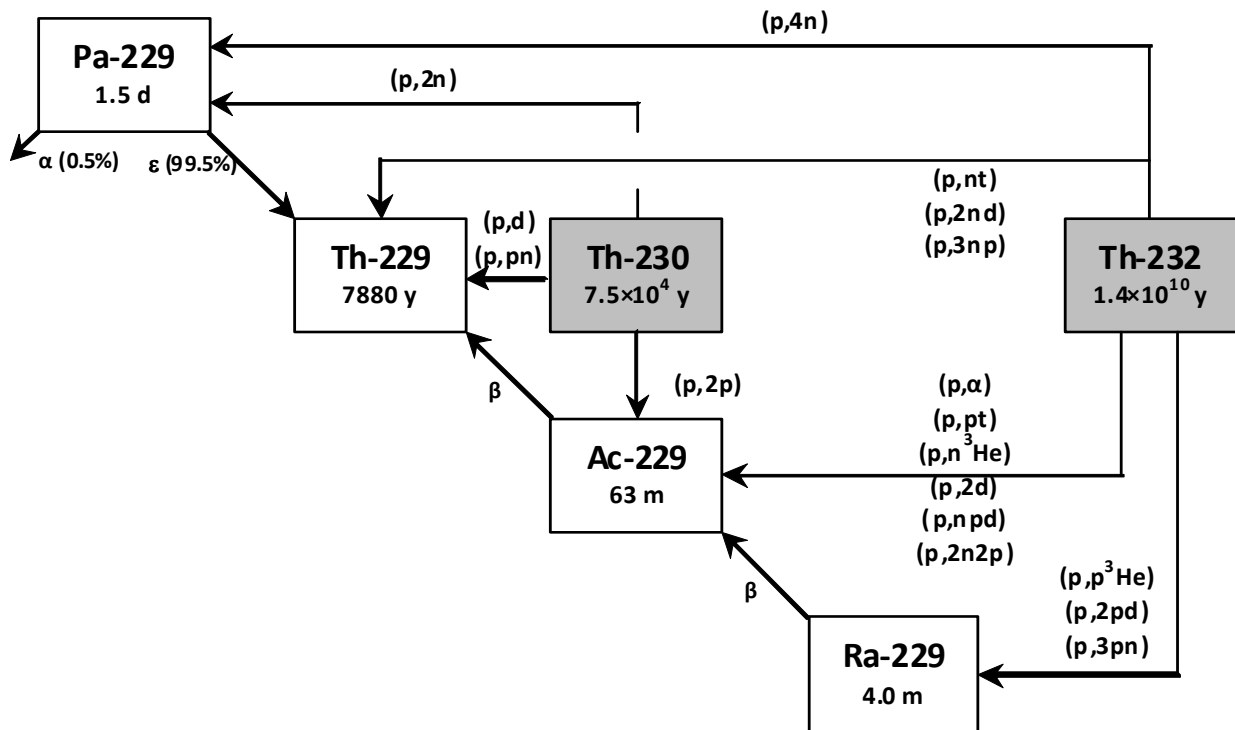 (p,4n)
Pa-229
1.5 d
(p,2n)
α (0.5%)
ε (99.5%)
(p,nt)
(p,2nd)
(p,3np)
(p,d)
(p,pn)
Th-229
7880 y
Th-230
7.5×10⁴ y
Th-232
1.4×10¹⁰ y
β
(p,2p)
(p,α)
(p,pt)
(p,n³He)
(p,2d)
(p,npd)
(p,2n2p)
Ac-229
63 m
β
(p,p³He)
(p,2pd)
(p,3pn)
Ra-229
4.0 m